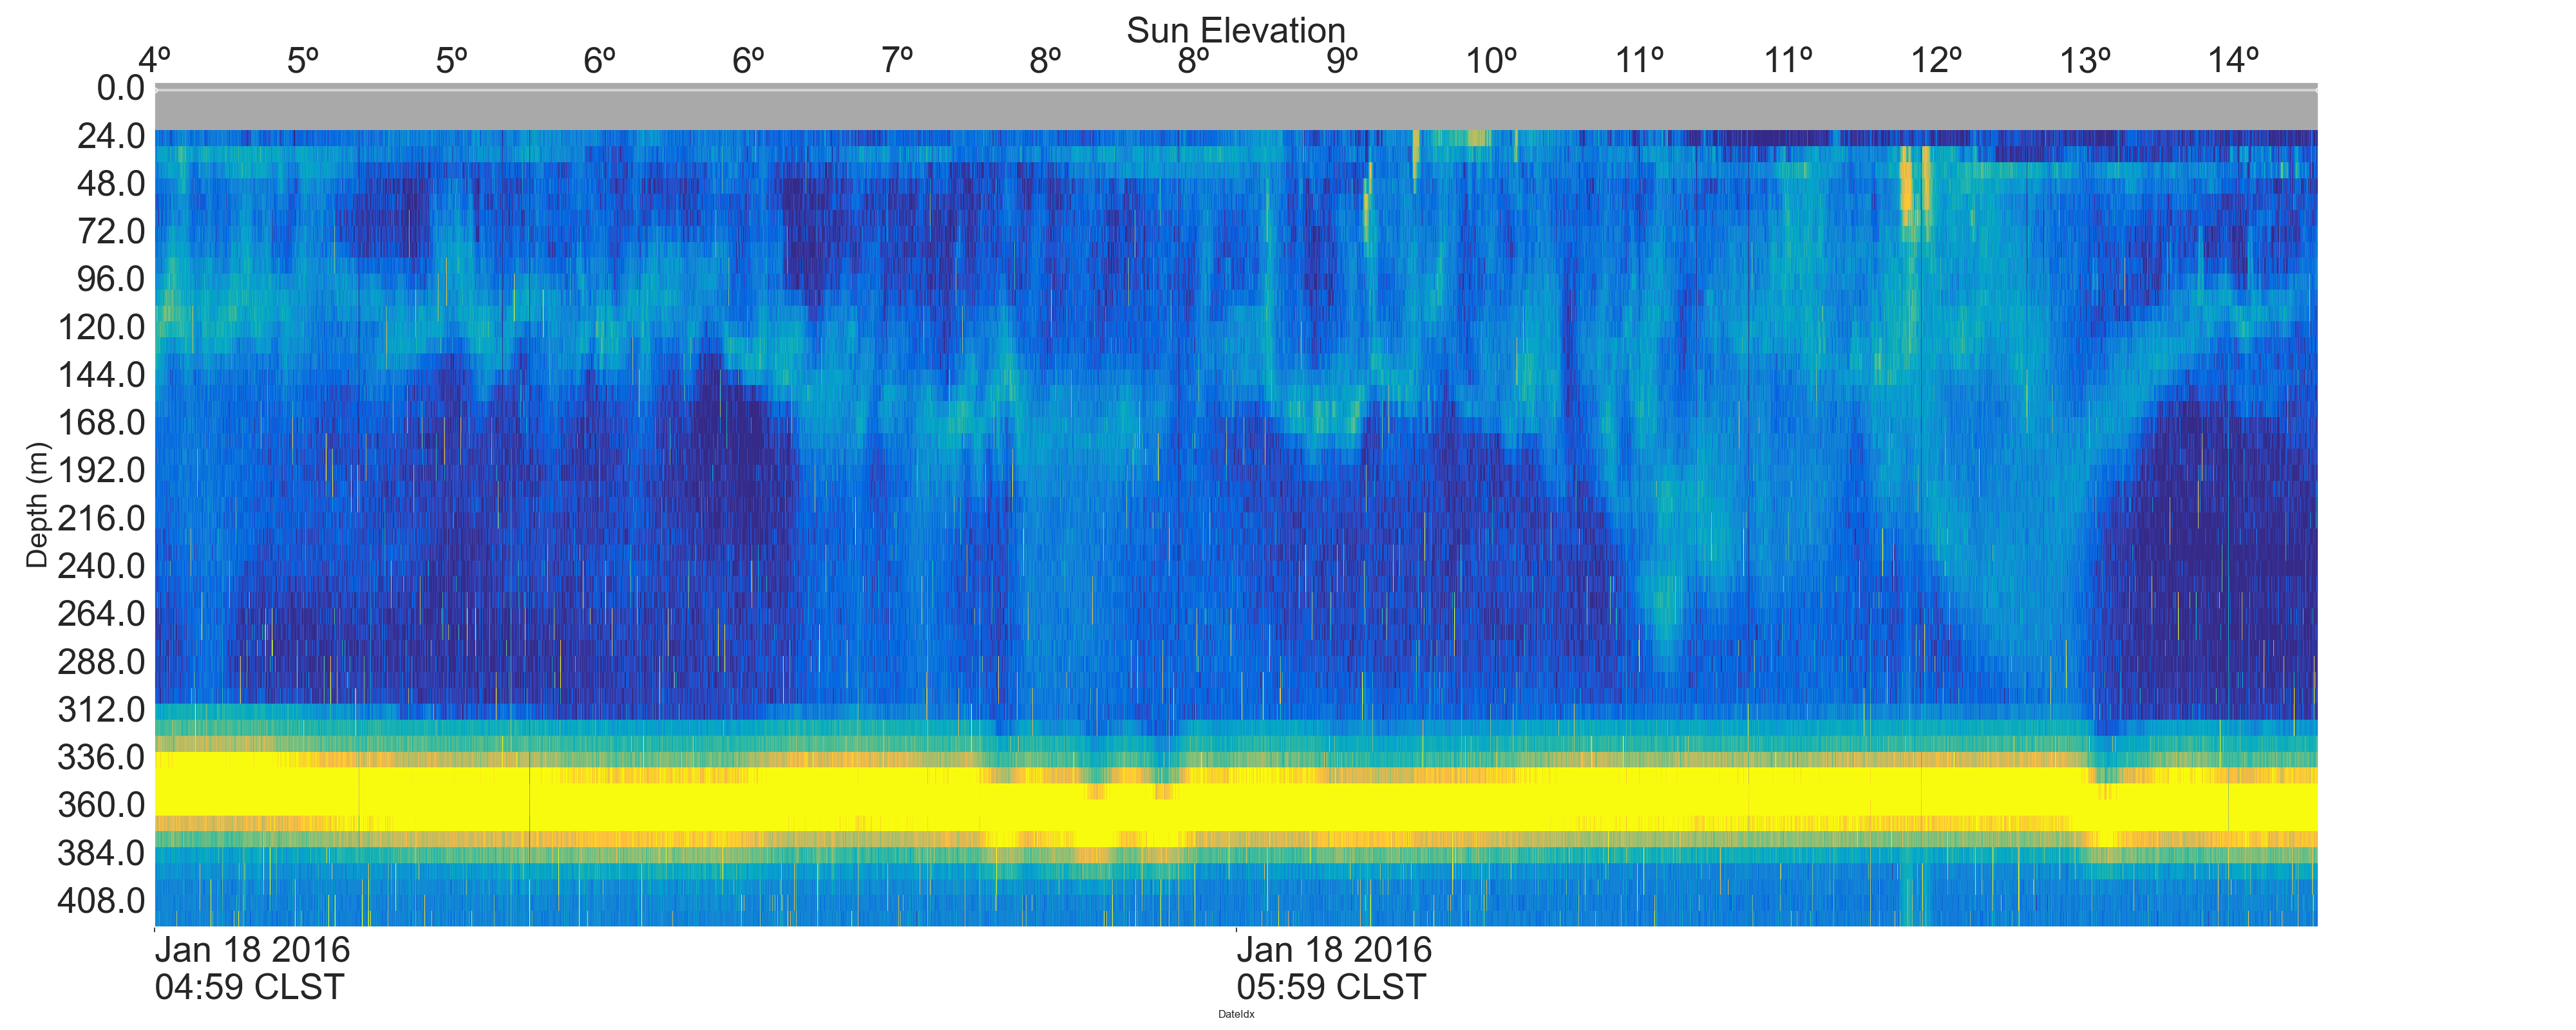 Sun Elevation
4º 5º 5º 6º 6º 7º 8º 8º 9º 10º 11º 11º 12º 13º 14º
0.0
24.0
48.0
72.0
96.0
120.0
144.0
168.0
192.0
216.0
240.0
264.0
288.0
312.0
336.0
360.0
384.0
408.0
Depth (m)
Jan 18 2016
04:59 CLST
Jan 18 2016
05:59 CLST
DateIdx